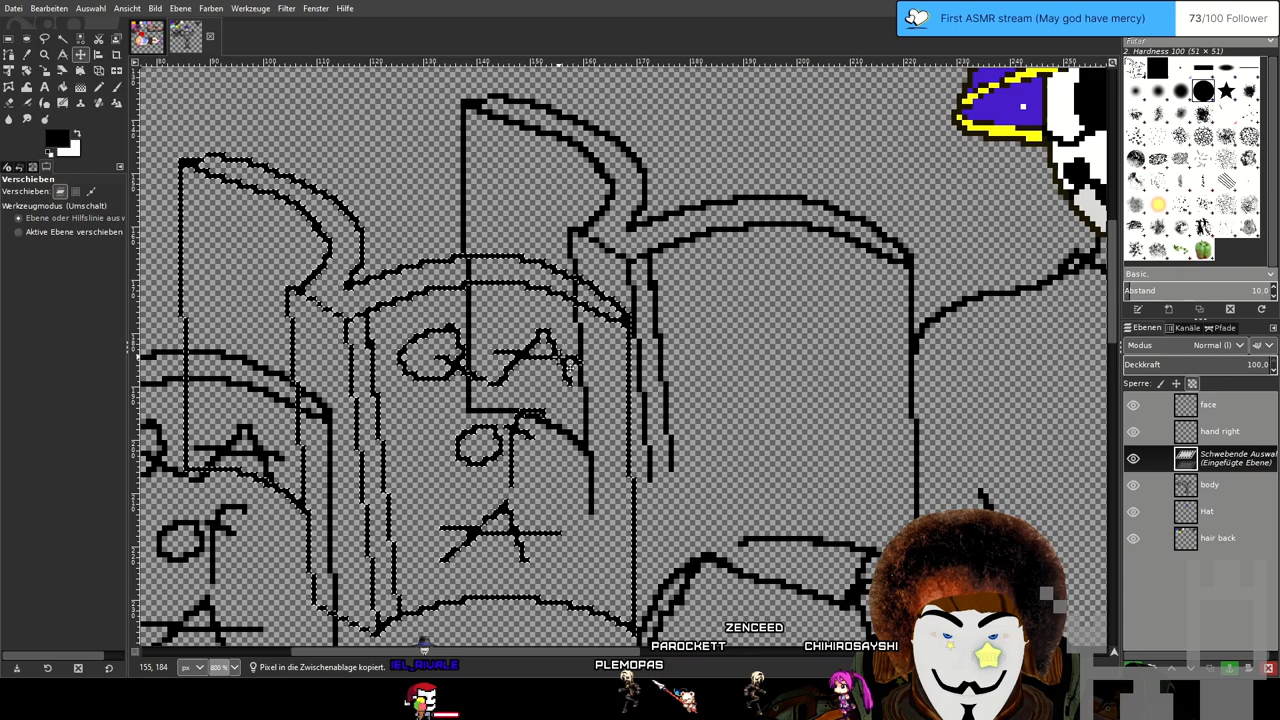 Datei Bearbeiten Auswahl Ansicht Bild Ebene Farben Werkzeuge Filter Fenster Hilfe
First ASMR stream (May god have mercy) 73/100 Follower
Filter
2. Hardness 100 (51 × 51)
Verschieben
Verschieben:
Werkzeugmodus (Umschalt)
Ebene oder Hilfslinie aus
Aktive Ebene verschieben
Basic,
Abstand 10,0
Ebenen Kanäle Pfade
Modus Normal (l)
Deckkraft 100,0
Sperre:
face
hand right
Schwebende Auswal
(Eingefügte Ebene)
body
Hat
hair back
155, 184 px 800 % Pixel in die Zwischenablage kopiert.
ZENCEED
PAROCKETT CHIHIROSAYSHI
IEL_RIVALE PLEMOPAS